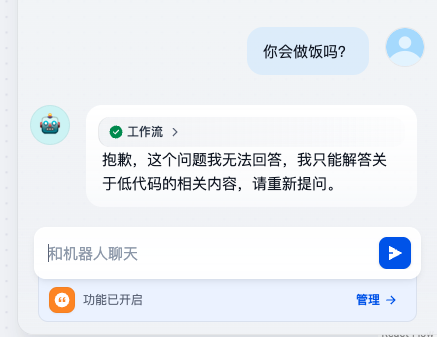 你会做饭吗?
工作流
抱歉，这个问题我无法回答，我只能解答关
于低代码的相关内容，请重新提问。
和机器人聊天
功能已开启
管理
React Flow